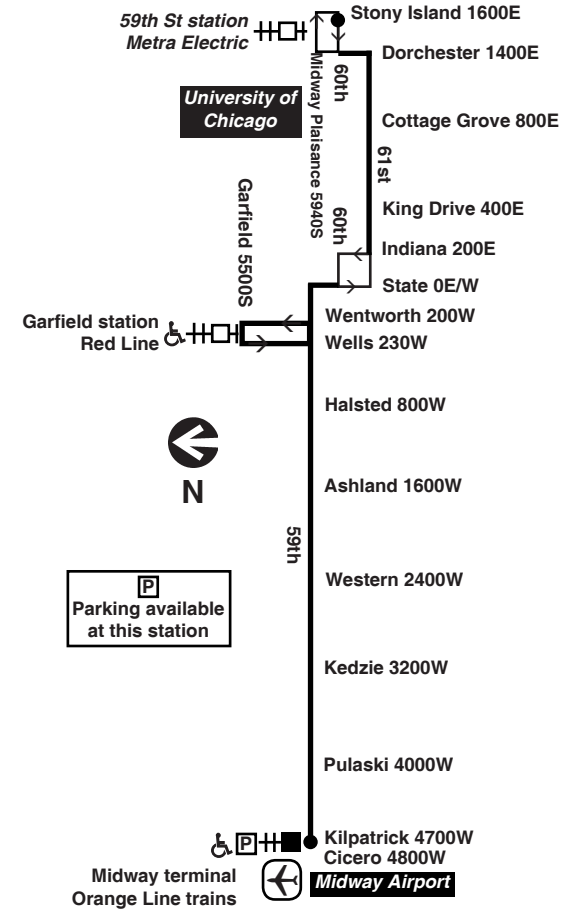 59th St station
Metra Electric
Stony Island 1600E
Dorchester 1400E
60th
Midway Plaisance 5940S
University of
Chicago
Cottage Grove 800E
61st
Garfield 5500S
60th
King Drive 400E
Indiana 200E
State 0E/W
Wentworth 200W
Garfield station
Red Line
Wells 230W
Halsted 800W
N
Ashland 1600W
59th
Western 2400W
P
Parking available
at this station
Kedzie 3200W
Pulaski 4000W
P
Kilpatrick 4700W
Cicero 4800W
Midway terminal
Orange Line trains
Midway Airport